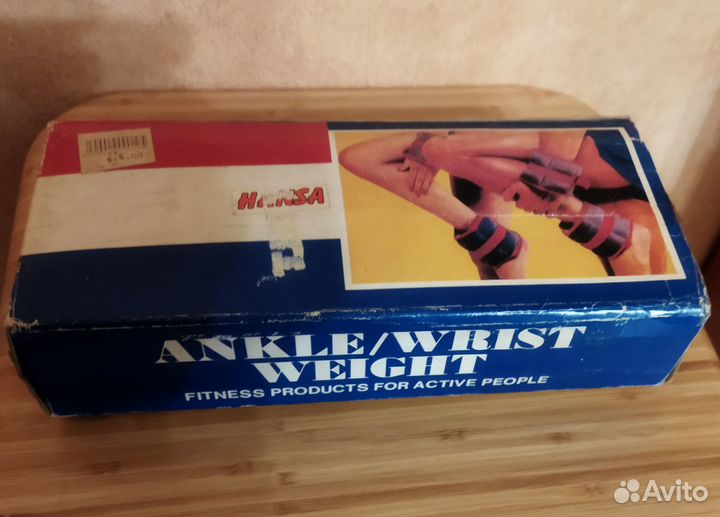 HANSA
ANKLE/WRIST
WEIGHT
FITNESS PRODUCTS FOR ACTIVE PEOPLE
Avito